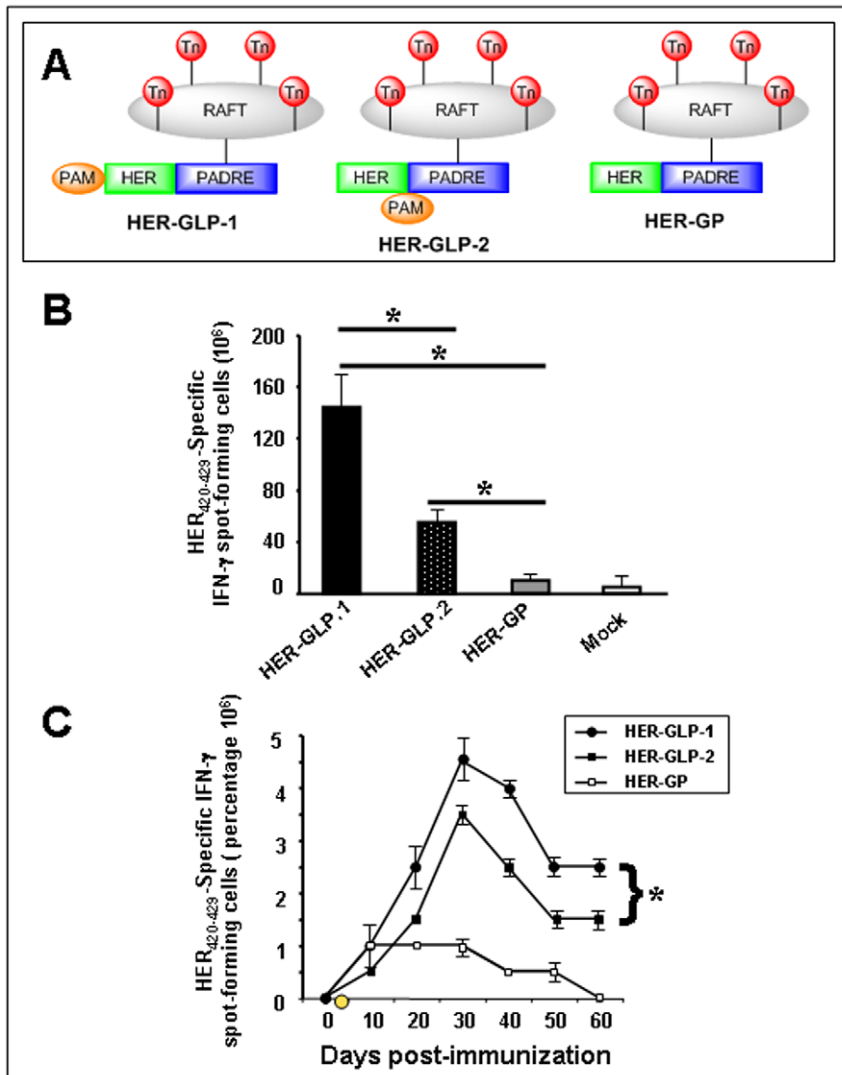 A
Tn Tn Tn Tn
RAFT
PAM HER PADRE
HER-GLP-1
Tn Tn Tn Tn
RAFT
HER PADRE
PAM
HER-GLP-2
Tn Tn Tn Tn
RAFT
HER PADRE
HER-GP
B
HER420-429-Specific
IFN-γ spot-forming cells (10⁶)
200
160
120
80
40
0
*
*
*
HER-GLP.1
HER-GLP.2
HER-GP
Mock
C
HER420-429-Specific IFN-γ
spot-forming cells ( percentage 10⁶)
5
4
3
2
1
0
HER-GLP-1
HER-GLP-2
HER-GP
} *
0 10 20 30 40 50 60
Days post-immunization